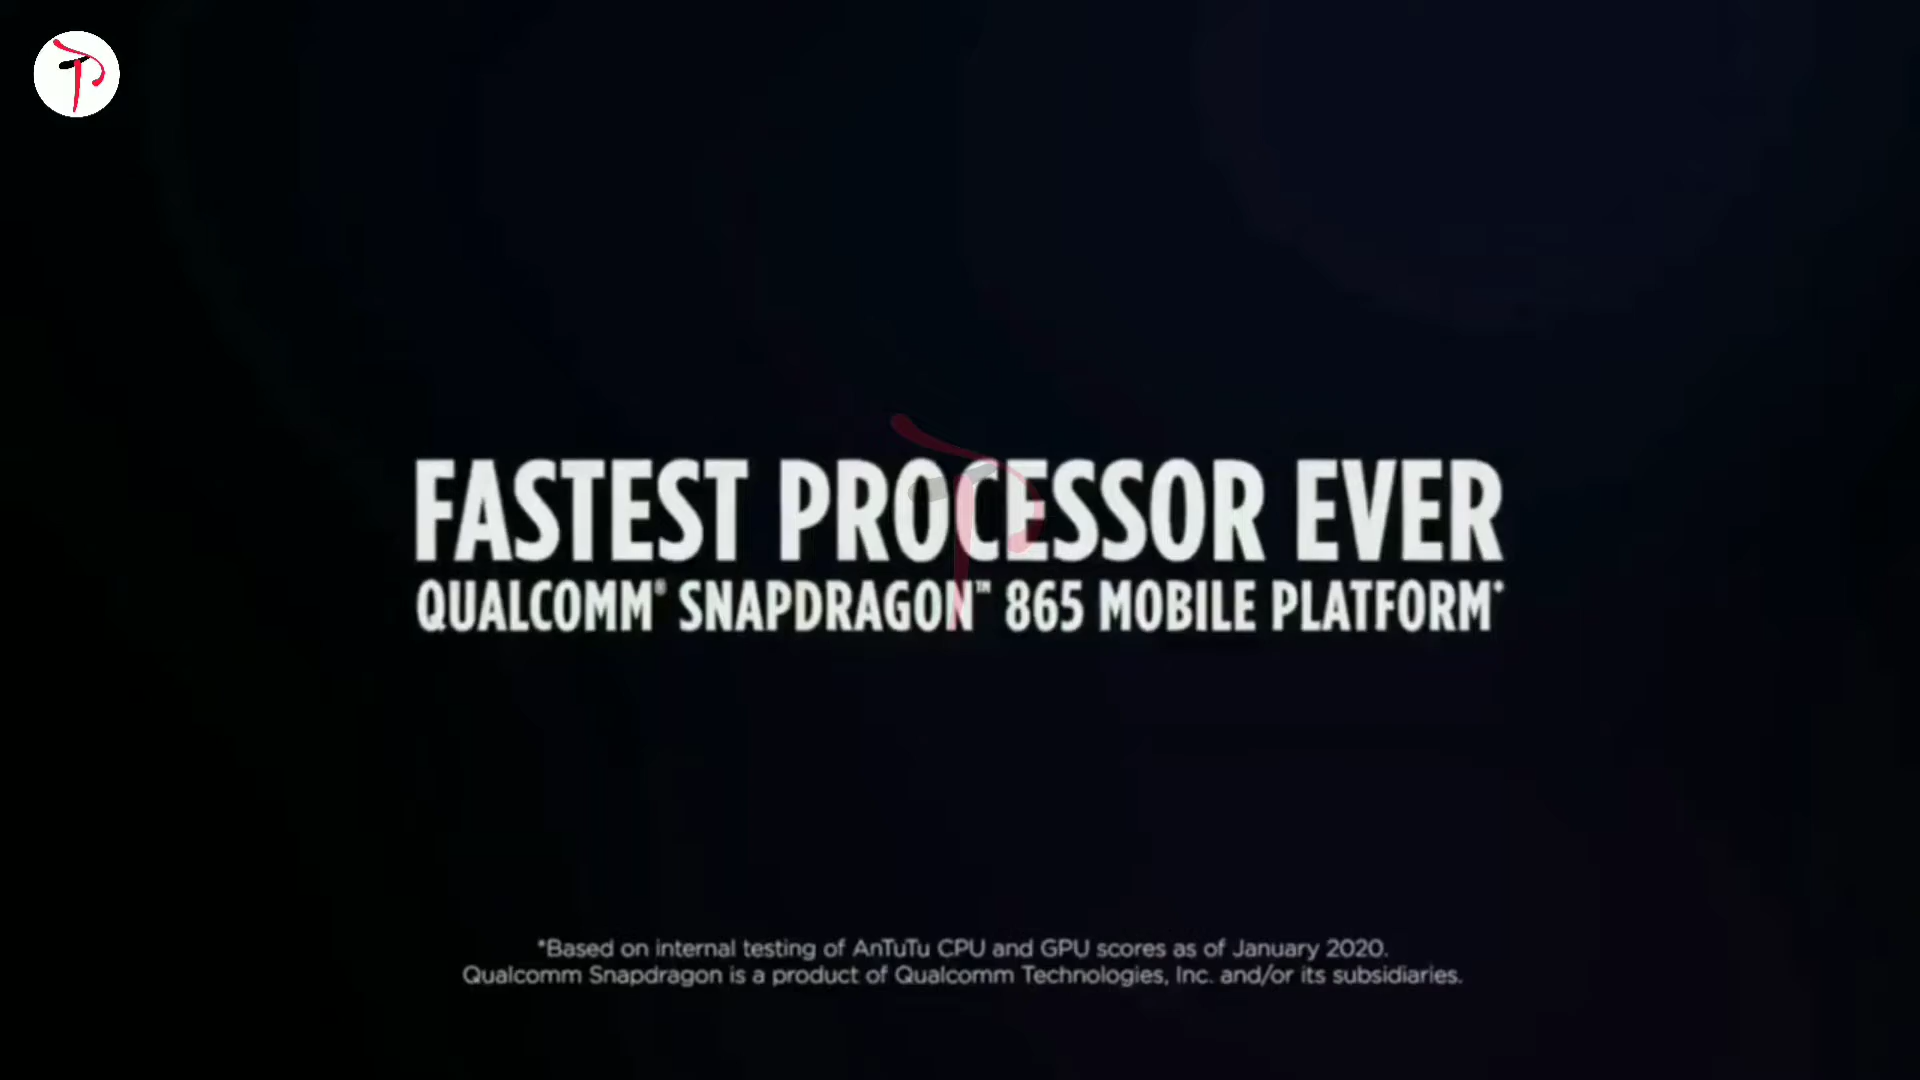 FASTEST PROCESSOR EVER
QUALCOMM® SNAPDRAGON™ 865 MOBILE PLATFORM*
*Based on internal testing of AnTuTu CPU and GPU scores as of January 2020.
Qualcomm Snapdragon is a product of Qualcomm Technologies, Inc. and/or its subsidiaries.